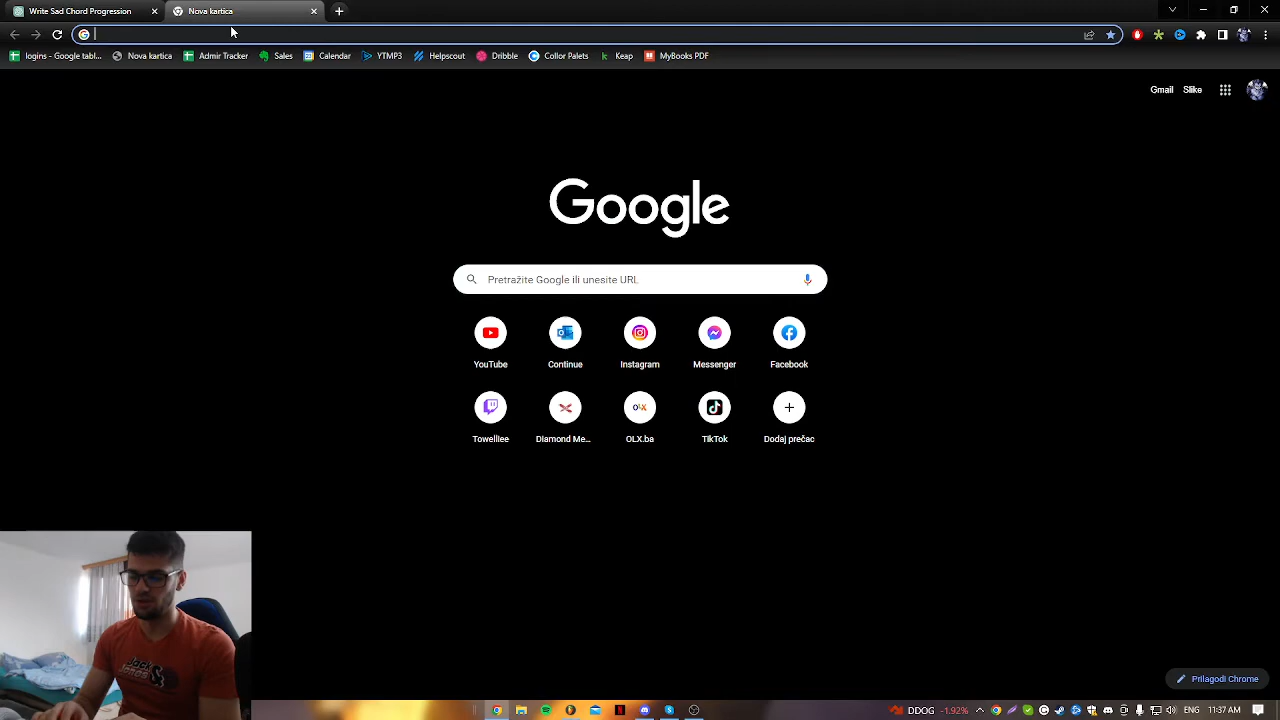 Write Sad Chord Progression
Nova kartica
logins - Google tabl...
Nova kartica
Admir Tracker
Sales
Calendar
YTMP3
Helpscout
Dribble
Collor Palets
Keap
MyBooks PDF
Gmail
Slike
Google
Pretražite Google ili unesite URL
YouTube
Continue
Instagram
Messenger
Facebook
Towelliee
Diamond Me...
OLX.ba
TikTok
Dodaj prečac
Prilagodi Chrome
DDOG -1.92%
ENG
11:37 AM